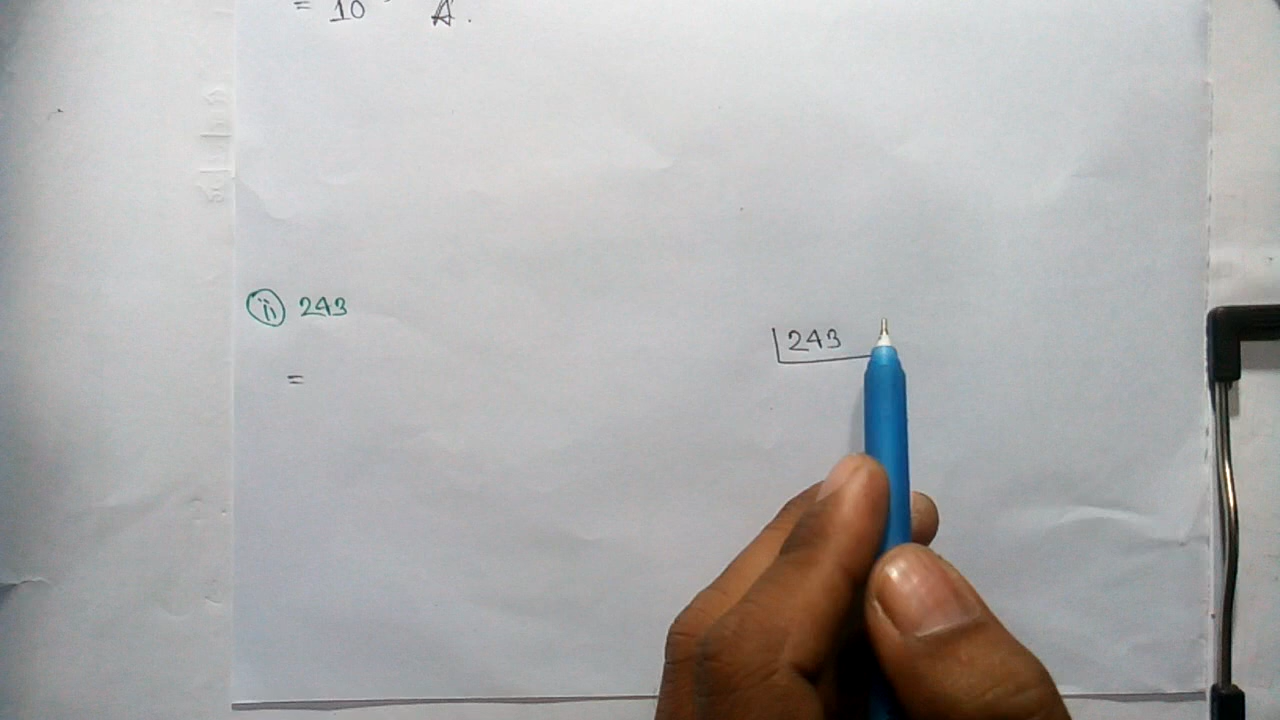 = 10 A.
(ii) 243
243
=